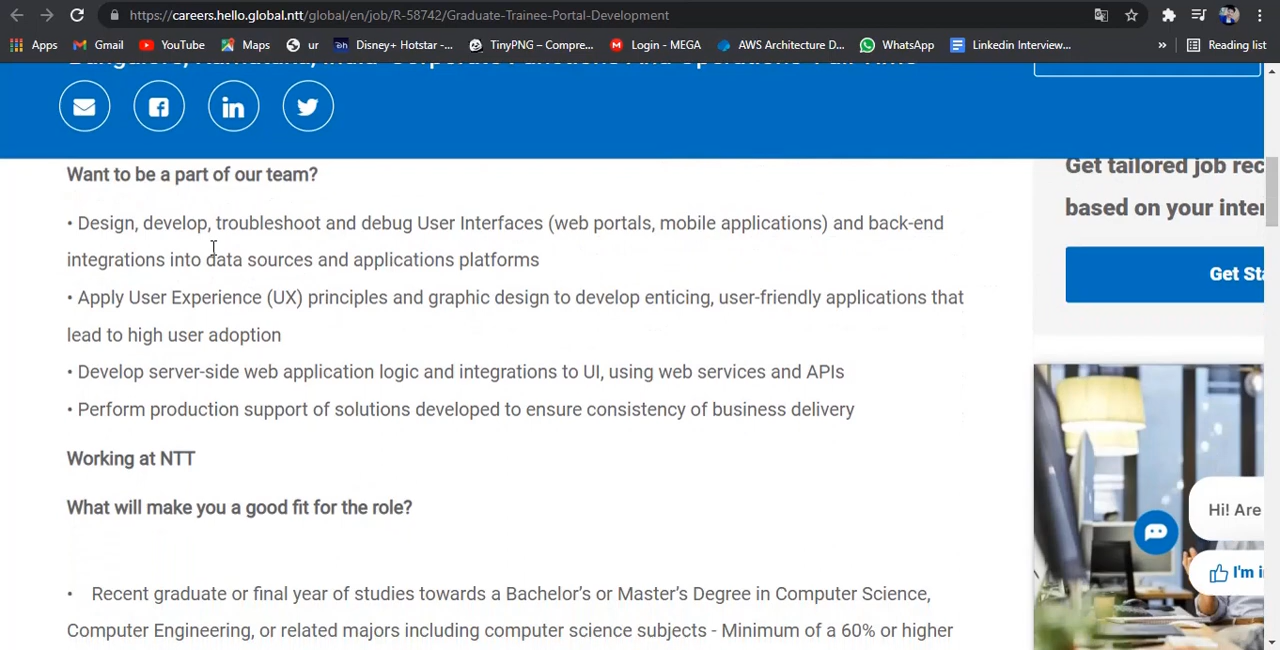 https://careers.hello.global.ntt/global/en/job/R-58742/Graduate-Trainee-Portal-Development
Apps Gmail YouTube Maps ur Disney+ Hotstar -... TinyPNG – Compre... Login - MEGA AWS Architecture D... WhatsApp Linkedin Interview... » Reading list
Want to be a part of our team?
• Design, develop, troubleshoot and debug User Interfaces (web portals, mobile applications) and back-end
integrations into data sources and applications platforms
• Apply User Experience (UX) principles and graphic design to develop enticing, user-friendly applications that
lead to high user adoption
• Develop server-side web application logic and integrations to UI, using web services and APIs
• Perform production support of solutions developed to ensure consistency of business delivery
Working at NTT
What will make you a good fit for the role?
• Recent graduate or final year of studies towards a Bachelor's or Master's Degree in Computer Science,
Computer Engineering, or related majors including computer science subjects - Minimum of a 60% or higher
Get tailored job rec
based on your inter
Get Sta
Hi! Are
I'm i